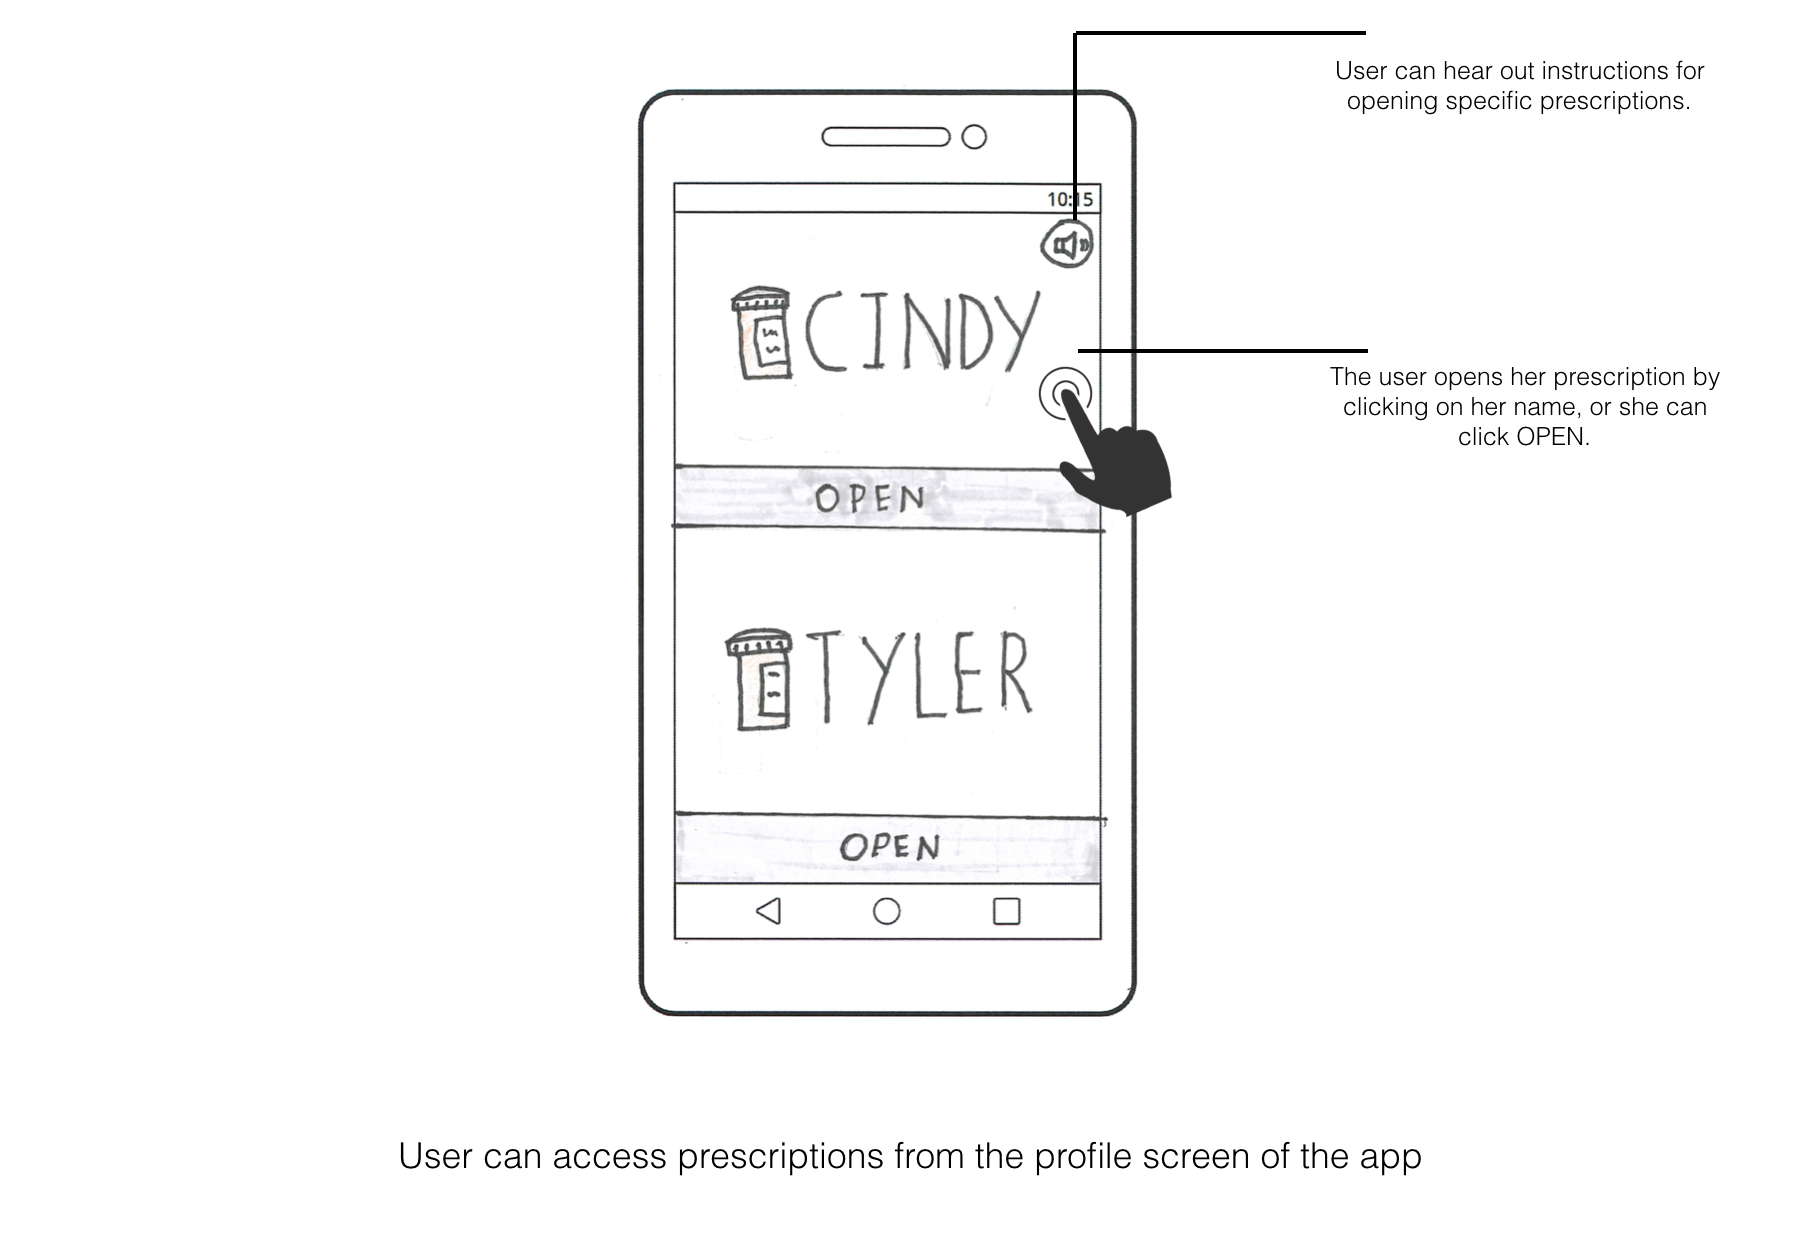 User can hear out instructions for
opening specific prescriptions.
10:15
CINDY
The user opens her prescription by
clicking on her name, or she can
click OPEN.
OPEN
TYLER
OPEN
User can access prescriptions from the profile screen of the app